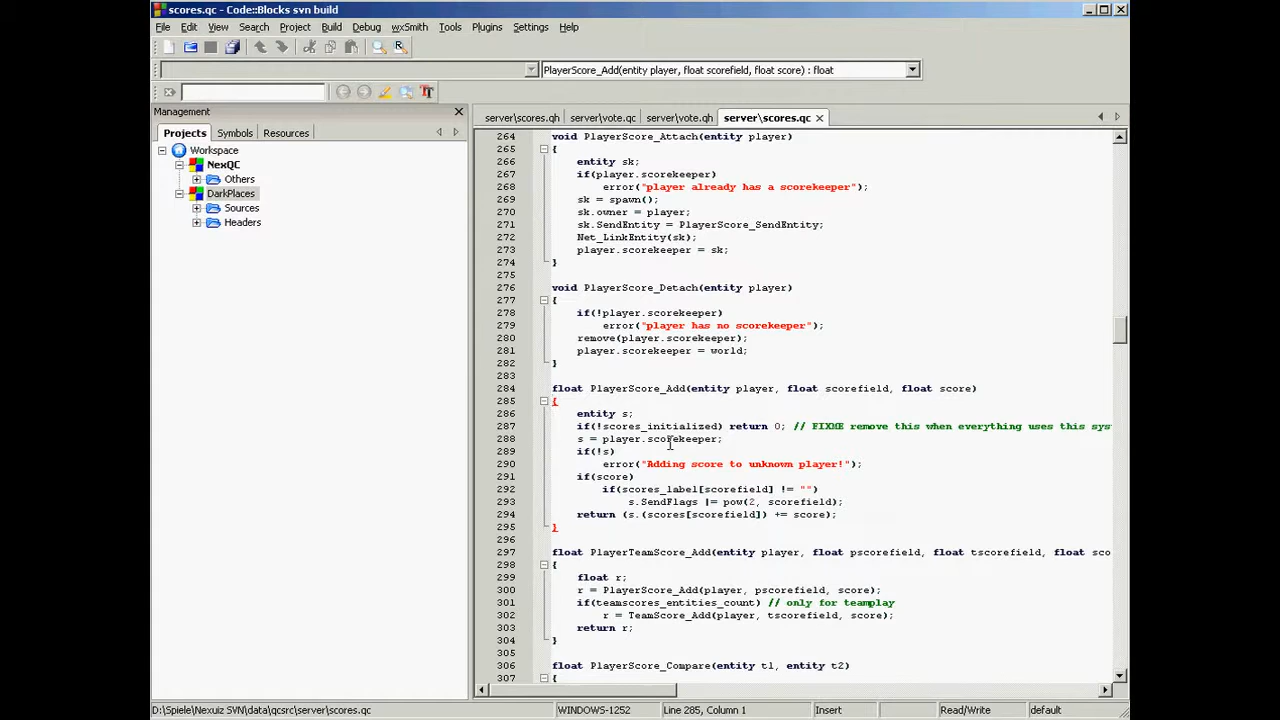 scores.qc - Code::Blocks svn build
File Edit View Search Project Build Debug wxSmith Tools Plugins Settings Help
PlayerScore_Add(entity player, float scorefield, float score) : float
Management
server\scores.qh server\vote.qc server\vote.qh server\scores.qc
Projects Symbols Resources
Workspace
NexQC
Others
DarkPlaces
Sources
Headers
264 void PlayerScore_Attach(entity player)
265 {
266 entity sk;
267 if(player.scorekeeper)
268 error("player already has a scorekeeper");
269 sk = spawn();
270 sk.owner = player;
271 sk.SendEntity = PlayerScore_SendEntity;
272 Net_LinkEntity(sk);
273 player.scorekeeper = sk;
274 }
275
276 void PlayerScore_Detach(entity player)
277 {
278 if(!player.scorekeeper)
279 error("player has no scorekeeper");
280 remove(player.scorekeeper);
281 player.scorekeeper = world;
282 }
283
284 float PlayerScore_Add(entity player, float scorefield, float score)
285 {
286 entity s;
287 if(!scores_initialized) return 0; // FIXME remove this when everything uses this sys
288 s = player.scorekeeper;
289 if(!s)
290 error("Adding score to unknown player!");
291 if(score)
292 if(scores_label[scorefield] != "")
293 s.SendFlags |= pow(2, scorefield);
294 return (s.(scores[scorefield]) += score);
295 }
296
297 float PlayerTeamScore_Add(entity player, float pscorefield, float tscorefield, float sco
298 {
299 float r;
300 r = PlayerScore_Add(player, pscorefield, score);
301 if(teamscores_entities_count) // only for teamplay
302 r = TeamScore_Add(player, tscorefield, score);
303 return r;
304 }
305
306 float PlayerScore_Compare(entity t1, entity t2)
307 {
D:\Spiele\Nexuiz SVN\data\qcsrc\server\scores.qc WINDOWS-1252 Line 285, Column 1 Insert Read/Write default